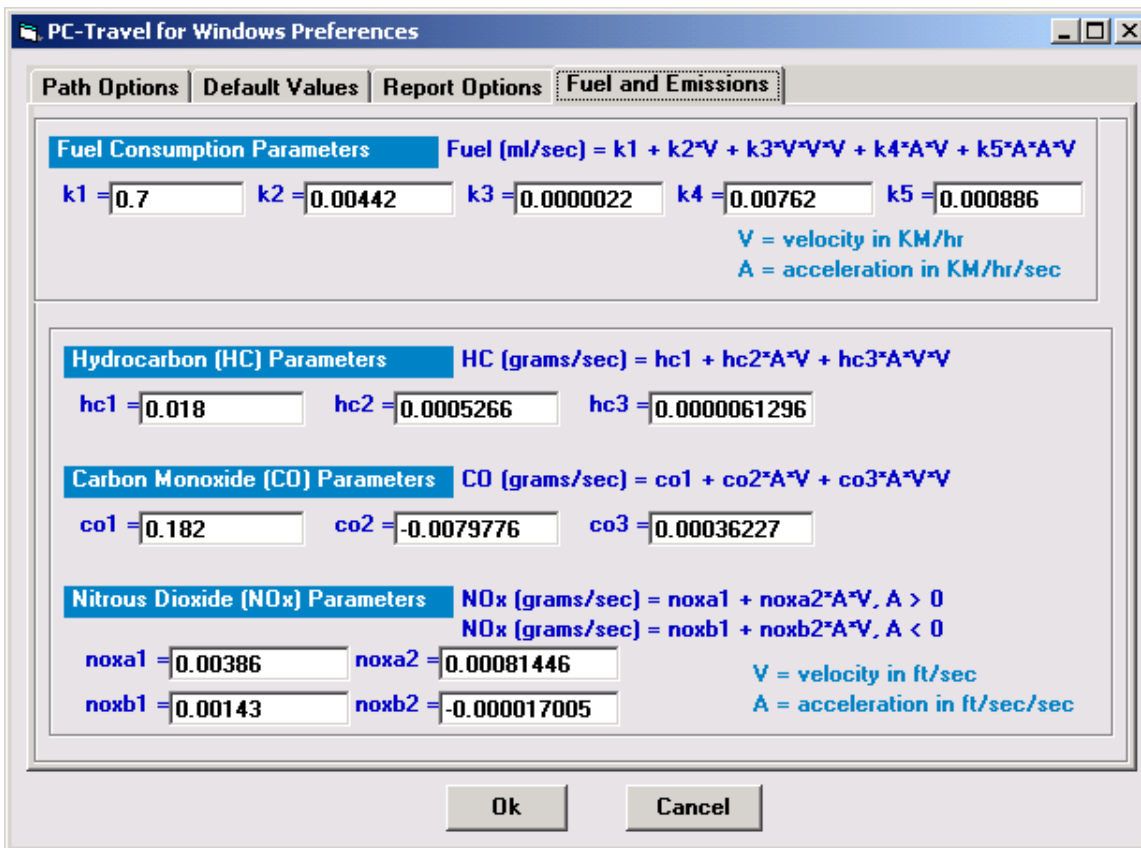 PC-Travel for Windows Preferences
Path Options Default Values Report Options Fuel and Emissions
Fuel Consumption Parameters Fuel (ml/sec) = k1 + k2*V + k3*V*V*V + k4*A*V + k5*A*A*V
k1 = 0.7 k2 = 0.00442 k3 = 0.0000022 k4 = 0.00762 k5 = 0.000886
V = velocity in KM/hr
A = acceleration in KM/hr/sec
Hydrocarbon (HC) Parameters HC (grams/sec) = hc1 + hc2*A*V + hc3*A*V*V
hc1 = 0.018 hc2 = 0.0005266 hc3 = 0.0000061296
Carbon Monoxide (CO) Parameters CO (grams/sec) = co1 + co2*A*V + co3*A*V*V
co1 = 0.182 co2 = -0.0079776 co3 = 0.00036227
Nitrous Dioxide (NOx) Parameters NOx (grams/sec) = noxa1 + noxa2*A*V, A > 0
NOx (grams/sec) = noxb1 + noxb2*A*V, A < 0
noxa1 = 0.00386 noxa2 = 0.00081446
V = velocity in ft/sec
noxb1 = 0.00143 noxb2 = -0.000017005
A = acceleration in ft/sec/sec
Ok Cancel